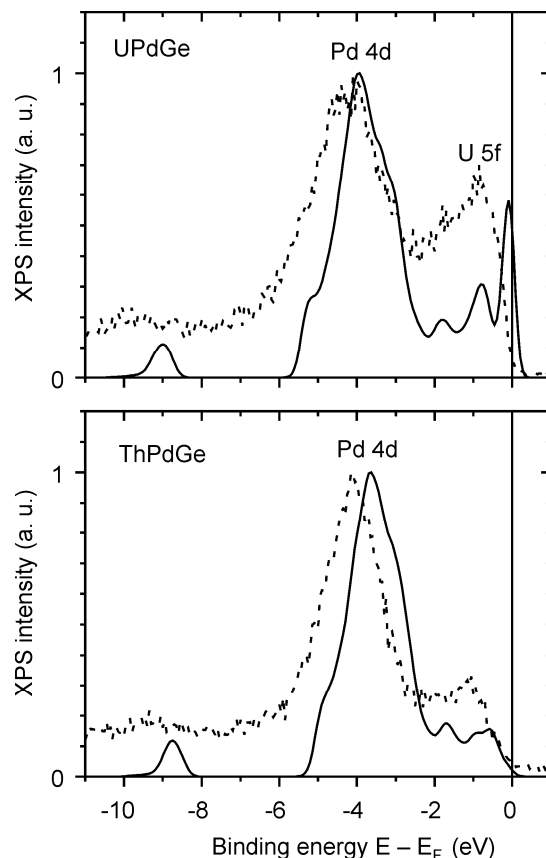 UPdGe
Pd 4d
U 5f
XPS intensity (a. u.)
1
0
ThPdGe
Pd 4d
XPS intensity (a. u.)
1
0
-10 -8 -6 -4 -2 0
Binding energy E – E_F (eV)